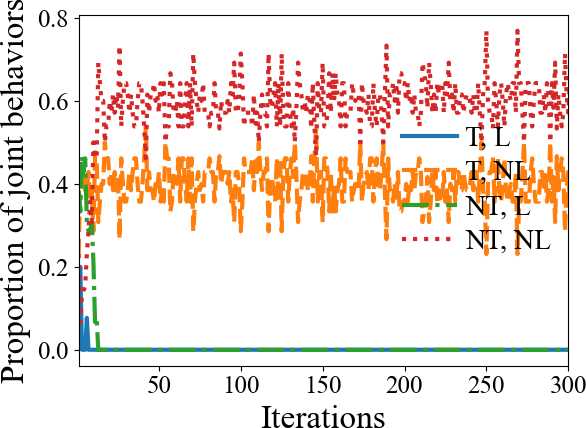 Proportion of joint behaviors
0.8
0.6
0.4
0.2
0.0
T, L
T, NL
NT, L
NT, NL
50
100
150
200
250
300
Iterations